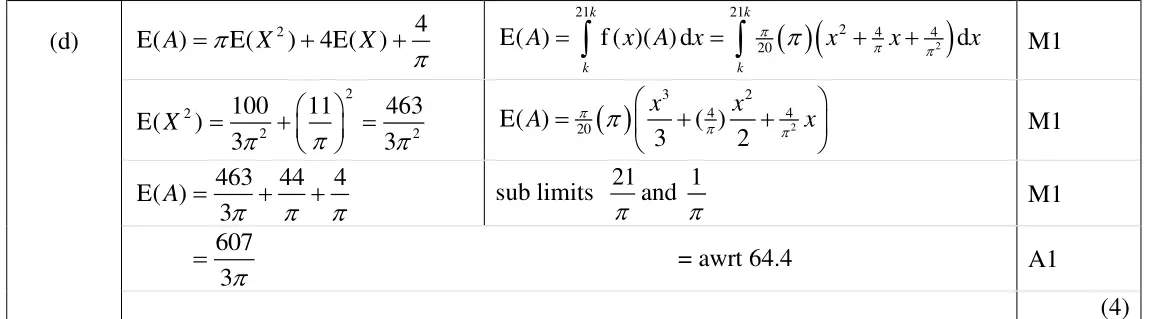 (d) E(A) = πE(X²) + 4E(X) + 4/π E(A) = ∫_k^{21k} f(x)(A)dx = ∫_k^{21k} π/20 (π)(x² + 4/π x + 4/π²)dx M1
E(X²) = 100/3π² + (11/π)² = 463/3π² E(A) = π/20 (π)(x³/3 + (4/π) x²/2 + 4/π² x) M1
E(A) = 463/3π + 44/π + 4/π sub limits 21/π and 1/π M1
= 607/3π = awrt 64.4 A1
(4)